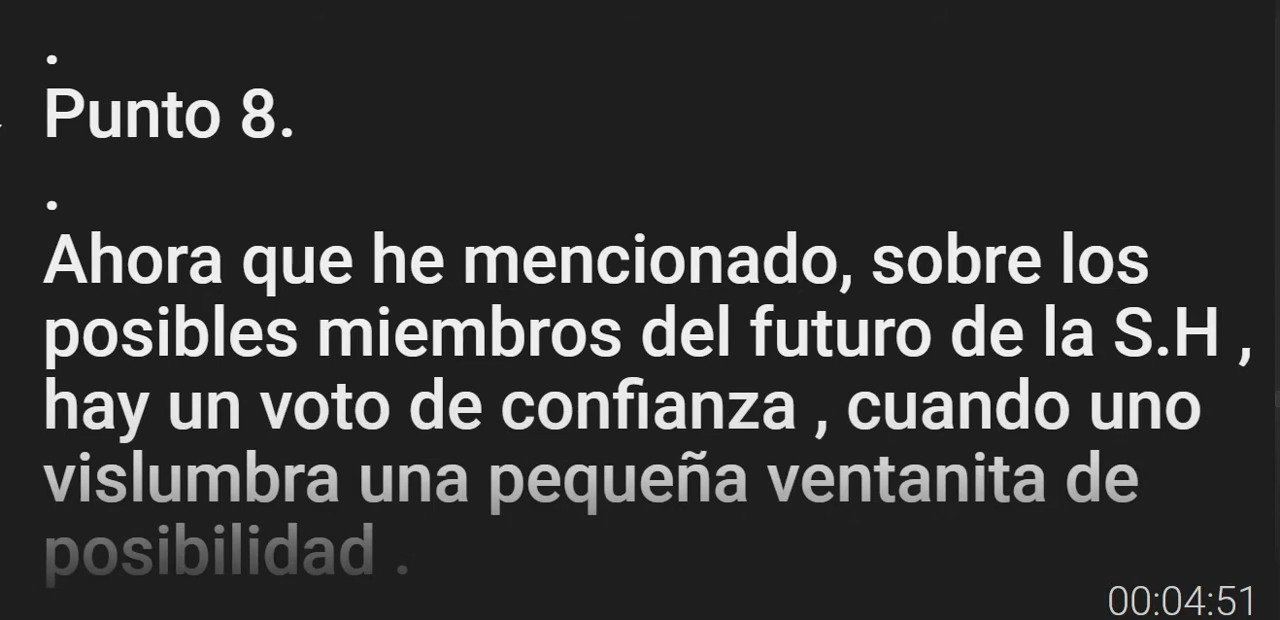 .
Punto 8.
.
Ahora que he mencionado, sobre los
posibles miembros del futuro de la S.H ,
hay un voto de confianza , cuando uno
vislumbra una pequeña ventanita de
posibilidad .
00:04:51